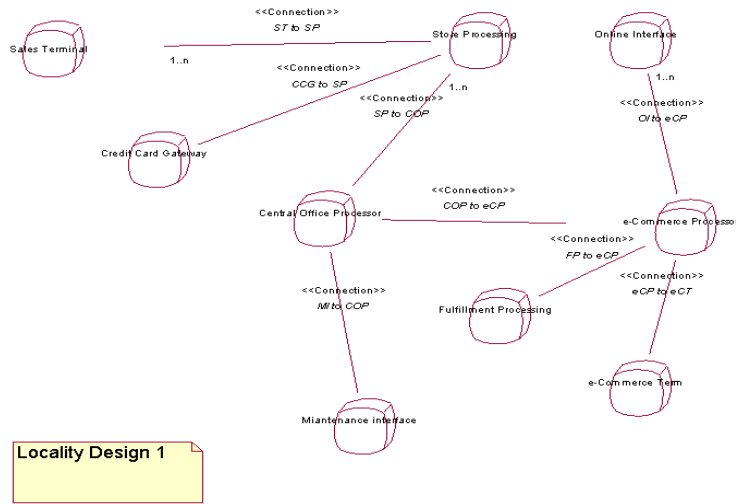 <<Connection>>
ST to SP
Sales Terminal
Store Processing
Online Interface
1..n
<<Connection>>
CCG to SP
1..n
1..n
<<Connection>>
SP to COP
<<Connection>>
OI to eCP
Credit Card Gateway
<<Connection>>
COP to eCP
Central Office Processor
e-Commerce Processor
<<Connection>>
FP to eCP
<<Connection>>
eCP to eCT
<<Connection>>
MI to COP
Fulfillment Processing
e-Commerce Term
Miantenance interface
Locality Design 1